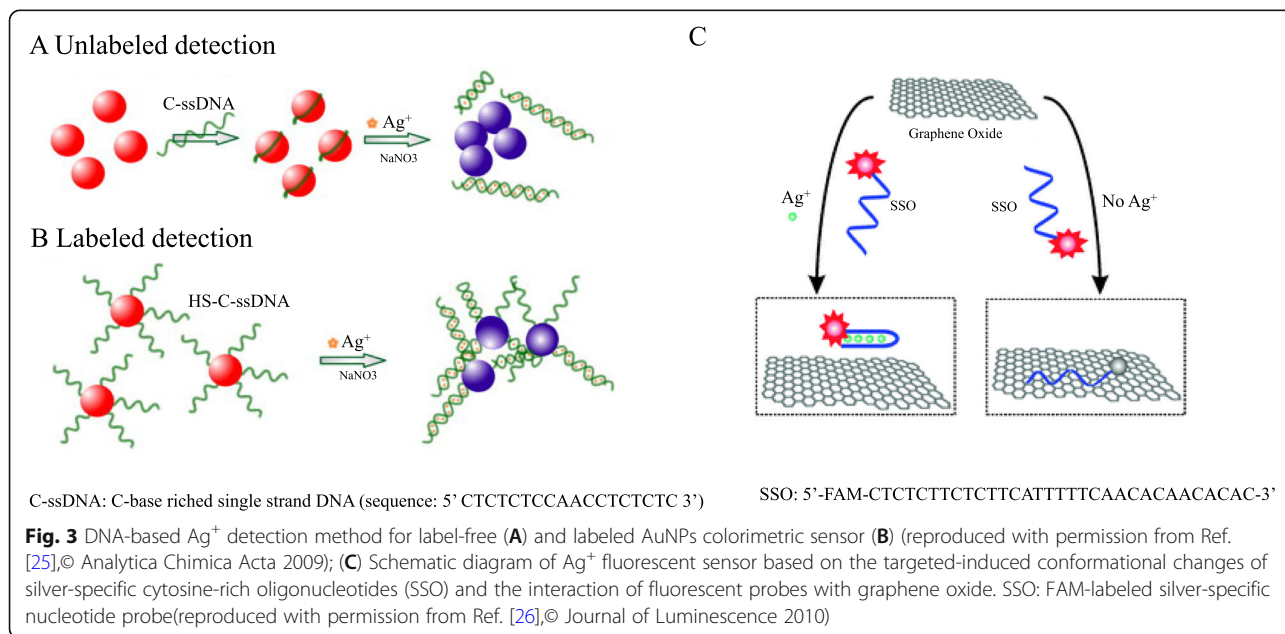 A Unlabeled detection
C-ssDNA
Ag⁺
NaNO3
B Labeled detection
HS-C-ssDNA
Ag⁺
NaNO3
C-ssDNA: C-base riched single strand DNA (sequence: 5’ CTCTCTCCAACCTCTCTC 3’)
C
Graphene Oxide
Ag⁺
SSO
SSO
No Ag⁺
SSO: 5’-FAM-CTCTCTTCTCTTCATTTTTCAACACAACACAC-3’
Fig. 3 DNA-based Ag⁺ detection method for label-free (A) and labeled AuNPs colorimetric sensor (B) (reproduced with permission from Ref.
[25],© Analytica Chimica Acta 2009); (C) Schematic diagram of Ag⁺ fluorescent sensor based on the targeted-induced conformational changes of
silver-specific cytosine-rich oligonucleotides (SSO) and the interaction of fluorescent probes with graphene oxide. SSO: FAM-labeled silver-specific
nucleotide probe(reproduced with permission from Ref. [26],© Journal of Luminescence 2010)